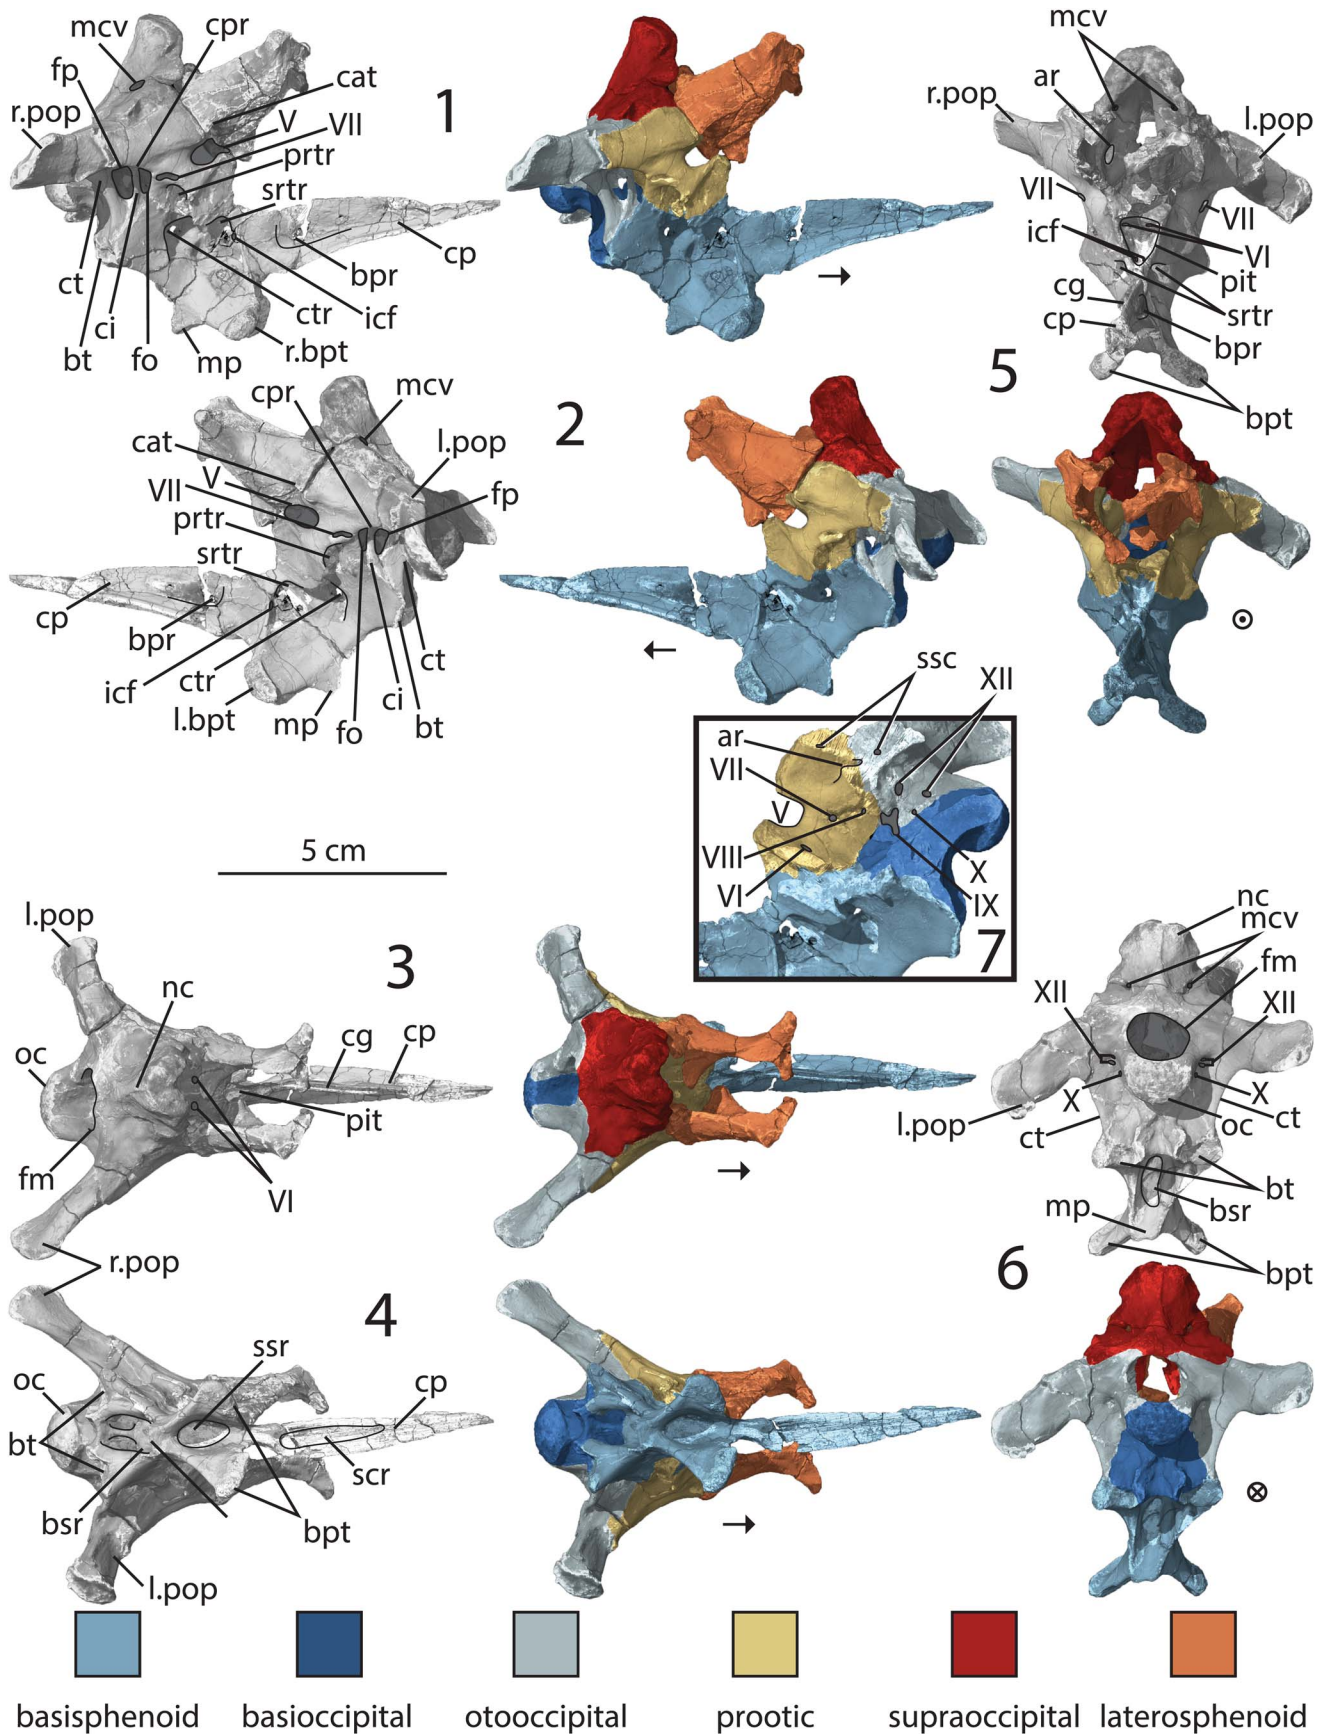 mcv
cpr
fp
cat
r.pop
1
V
VII
prtr
srtr
ct
ci
bt
fo
mp
r.bpt
ctr
icf
bpr
cp
mcv
ar
r.pop
l.pop
VII
VII
icf
VI
pit
cg
srtr
cp
bpr
bpt
5
cpr
mcv
2
cat
l.pop
V
VII
fp
prtr
srtr
cp
bpr
icf
ctr
l.bpt
mp
fo
ci
bt
ct
ssc
XII
ar
VII
V
VIII
VI
X
IX
7
5 cm
l.pop
3
nc
oc
cg
cp
pit
fm
VI
r.pop
nc
mcv
fm
XII
XII
X
X
l.pop
ct
oc
ct
bt
bsr
mp
bpt
6
4
ssr
oc
cp
bt
scr
bsr
bpt
l.pop
basisphenoid
basioccipital
otooccipital
prootic
supraoccipital
laterosphenoid